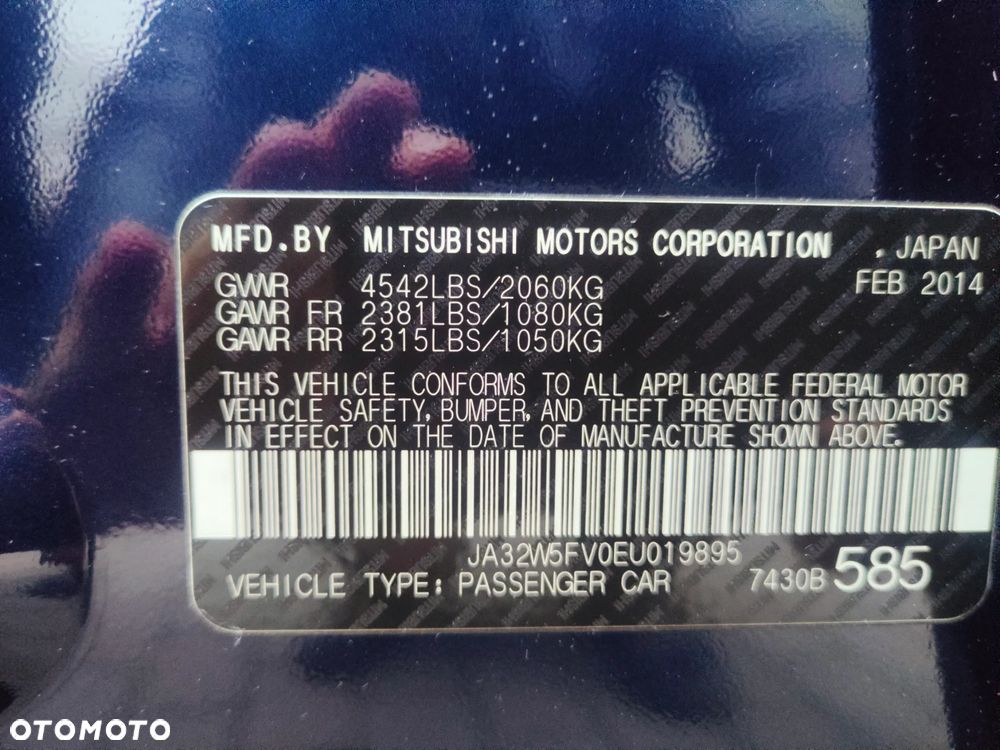 MFD.BY MITSUBISHI MOTORS CORPORATION , JAPAN
FEB 2014
GVWR 4542LBS/2060KG
GAWR FR 2381LBS/1080KG
GAWR RR 2315LBS/1050KG
THIS VEHICLE CONFORMS TO ALL APPLICABLE FEDERAL MOTOR
VEHICLE SAFETY, BUMPER, AND THEFT PREVENTION STANDARDS
IN EFFECT ON THE DATE OF MANUFACTURE SHOWN ABOVE.
JA32W5FV0EU019895
VEHICLE TYPE: PASSENGER CAR 7430B 585
OTOMOTO